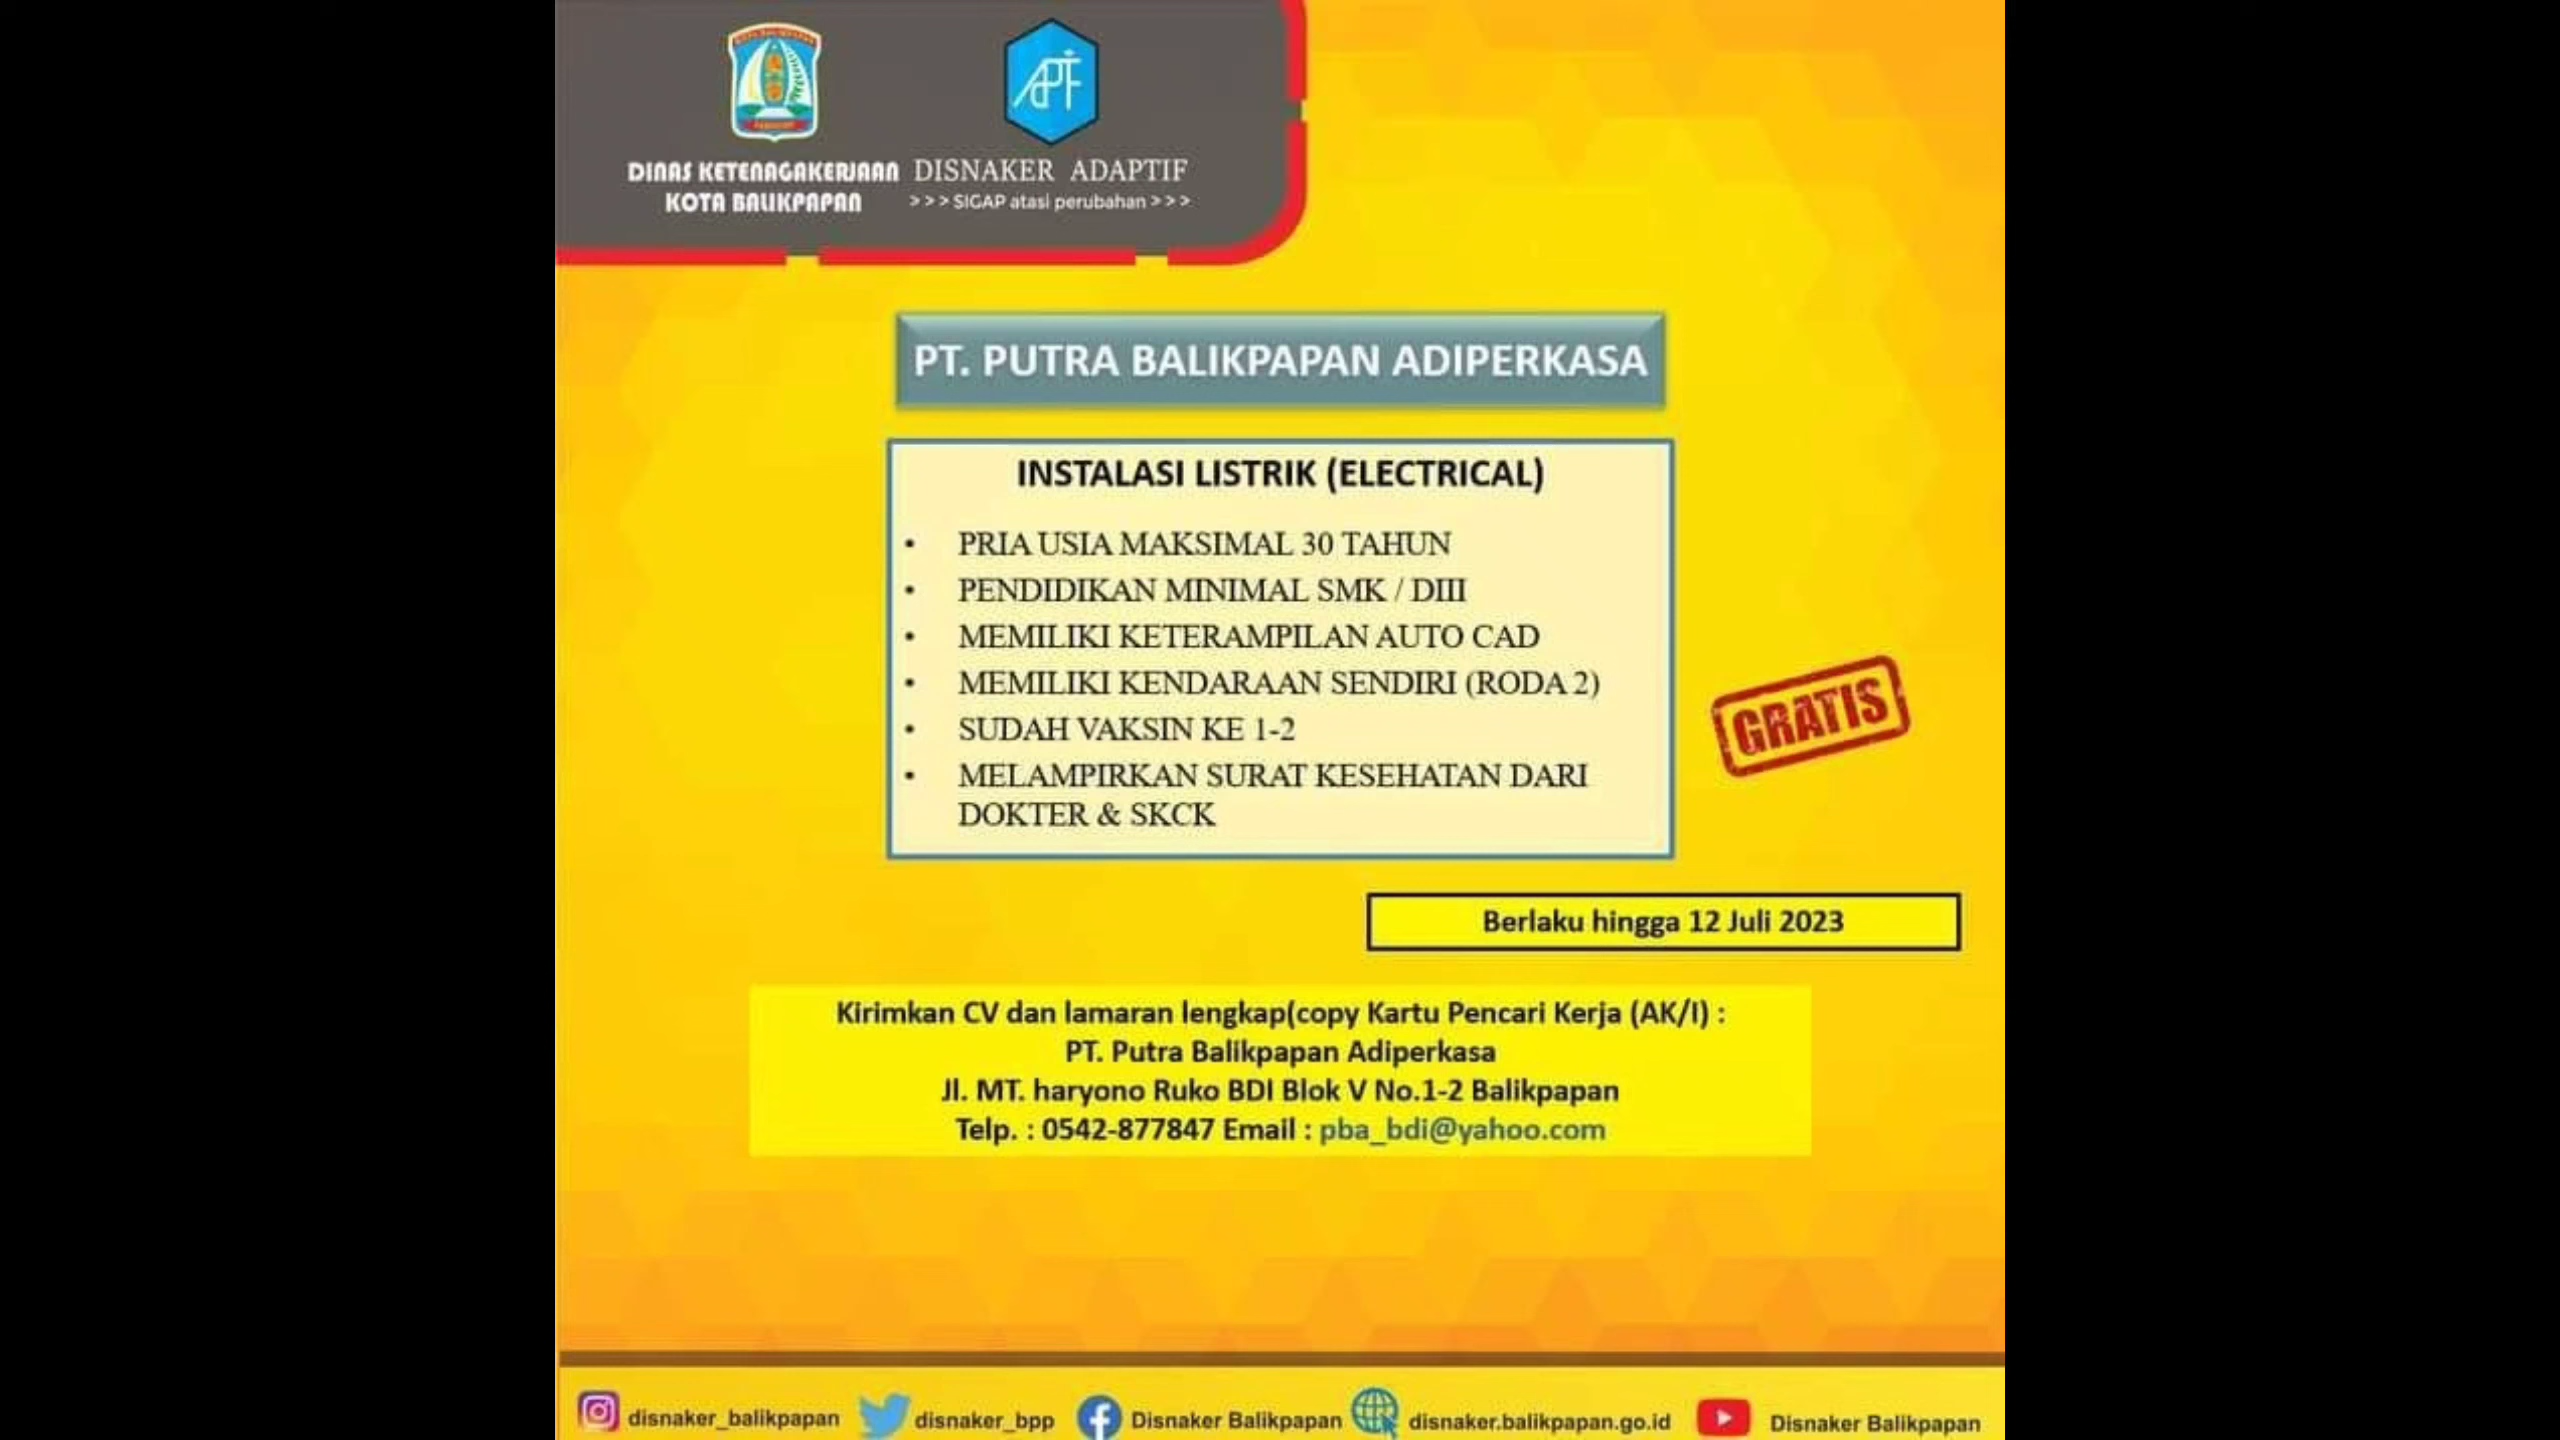 DINAS KETENAGAKERJAAN
KOTA BALIKPAPAN
APTF
DISNAKER ADAPTIF
>>> SIGAP atasi perubahan >>>
PT. PUTRA BALIKPAPAN ADIPERKASA
INSTALASI LISTRIK (ELECTRICAL)
• PRIA USIA MAKSIMAL 30 TAHUN
• PENDIDIKAN MINIMAL SMK / DIII
• MEMILIKI KETERAMPILAN AUTO CAD
• MEMILIKI KENDARAAN SENDIRI (RODA 2)
• SUDAH VAKSIN KE 1-2
• MELAMPIRKAN SURAT KESEHATAN DARI
DOKTER & SKCK
GRATIS
Berlaku hingga 12 Juli 2023
Kirimkan CV dan lamaran lengkap(copy Kartu Pencari Kerja (AK/I) :
PT. Putra Balikpapan Adiperkasa
Jl. MT. haryono Ruko BDI Blok V No.1-2 Balikpapan
Telp. : 0542-877847 Email : pba_bdi@yahoo.com
disnaker_balikpapan
disnaker_bpp
Disnaker Balikpapan
disnaker.balikpapan.go.id
Disnaker Balikpapan